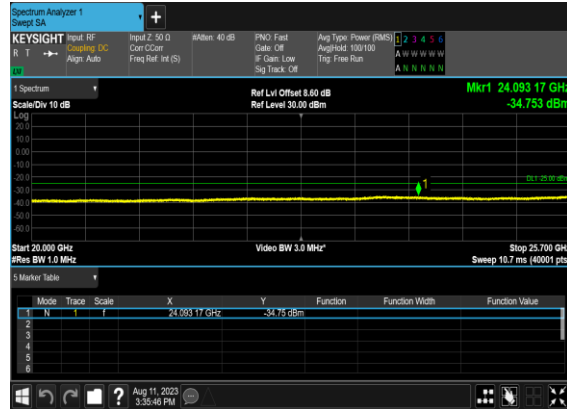 Spectrum Analyzer 1
Swept SA
+
KEYSIGHT Input: RF Input Z: 50 Ω #Atten: 40 dB PNO: Fast Avg Type: Power (RMS) 1 2 3 4 5 6
R T Coupling: DC Corr CCorr Gate: Off Avg|Hold: 100/100 A W W W W W
Align: Auto Freq Ref: Int (S) IF Gain: Low Trig: Free Run
Sig Track: Off A N N N N N
1 Spectrum
Ref Lvl Offset 8.60 dB Mkr1 24.093 17 GHz
Scale/Div 10 dB Ref Level 30.00 dBm -34.753 dBm
Log
20.0
10.0
0.00
-10.0
-20.0
DL1 -25.00 dBm
1
-30.0
-40.0
-50.0
-60.0
Start 20.000 GHz Video BW 3.0 MHz* Stop 25.700 GHz
#Res BW 1.0 MHz Sweep 10.7 ms (40001 pts)
5 Marker Table
Mode Trace Scale X Y Function Function Width Function Value
1 N 1 f 24.093 17 GHz -34.75 dBm
2
3
4
5
6
? Aug 11, 2023
3:35:46 PM